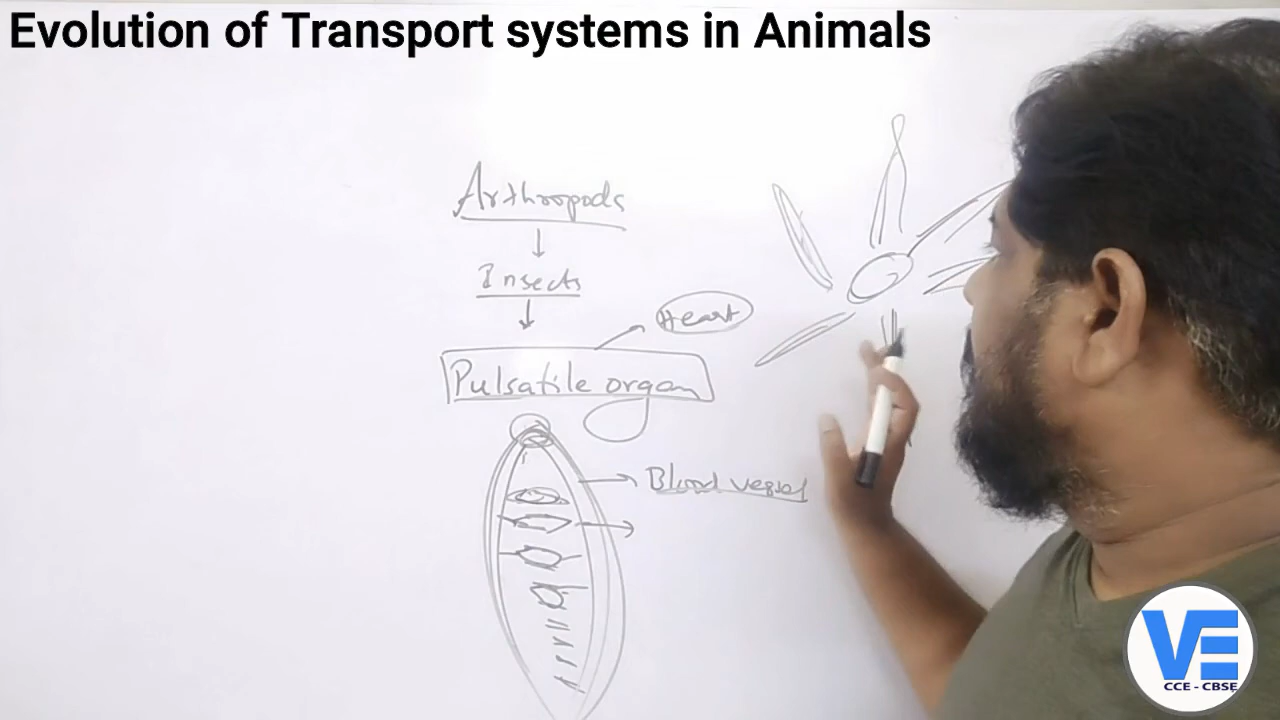 Evolution of Transport systems in Animals
Arthropods
Insects
Heart
Pulsatile organ
Blood vessel
VE
CCE - CBSE